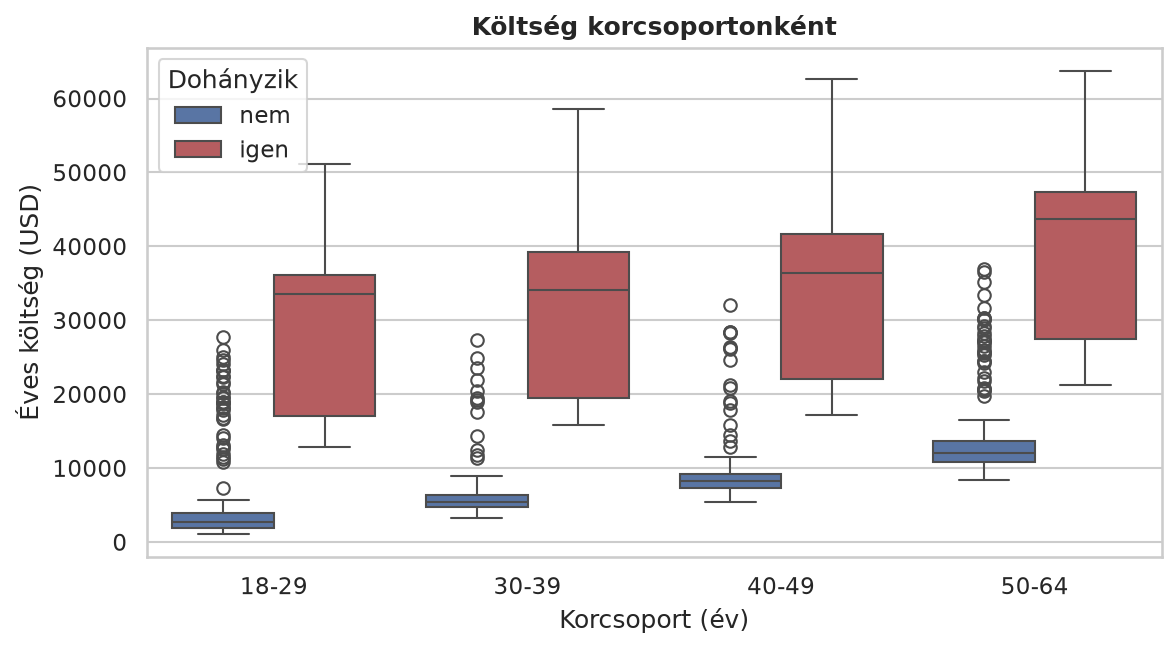 Költség korcsoportonként
Dohányzik
nem
igen
60000
50000
40000
30000
20000
10000
0
Éves költség (USD)
18-29
30-39
40-49
50-64
Korcsoport (év)